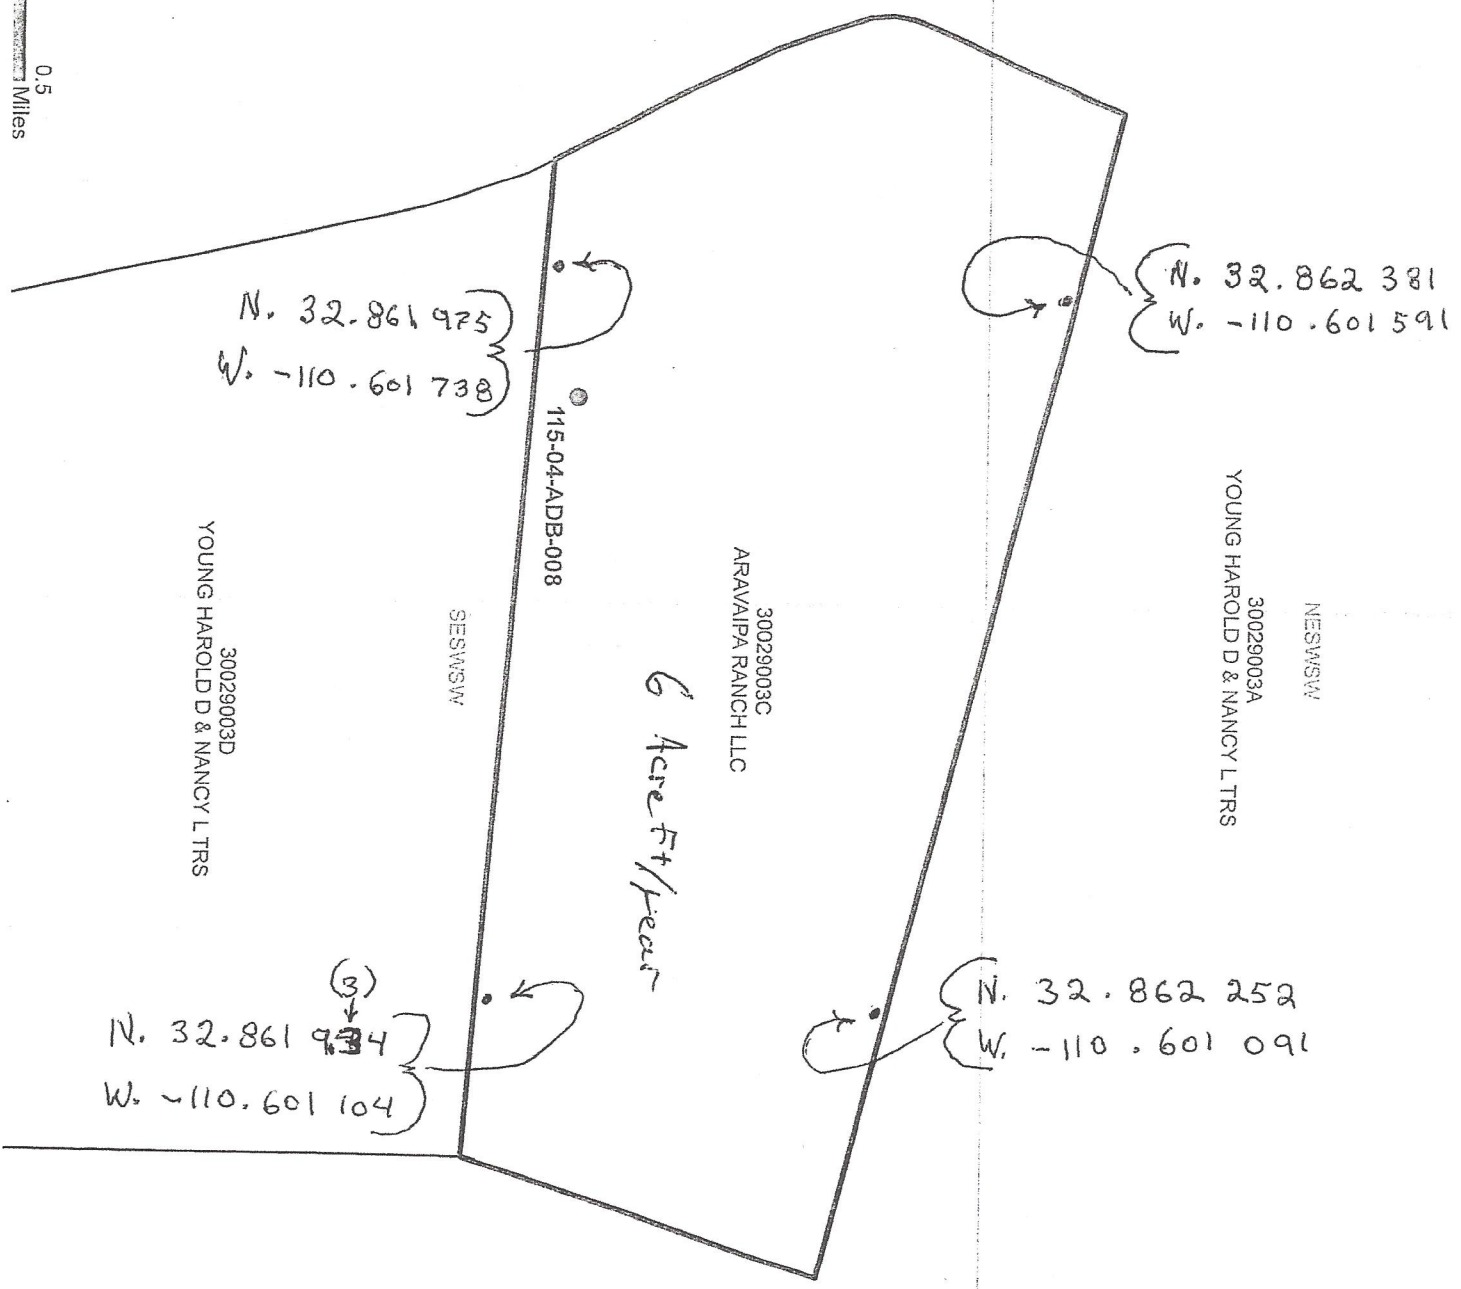 0.5
Miles
N. 32.862 381
W. -110.601 591
N. 32.861 975
W. -110.601 738
115-04-ADB-008
NESWSW
30029003A
YOUNG HAROLD D & NANCY L TRS
30029003C
ARAVAIPA RANCH LLC
6 Acre Ft/year
SESWSW
30029003D
YOUNG HAROLD D & NANCY L TRS
N. 32.862 252
W. -110.601 091
(3)
N. 32.861 934
W. -110.601 104